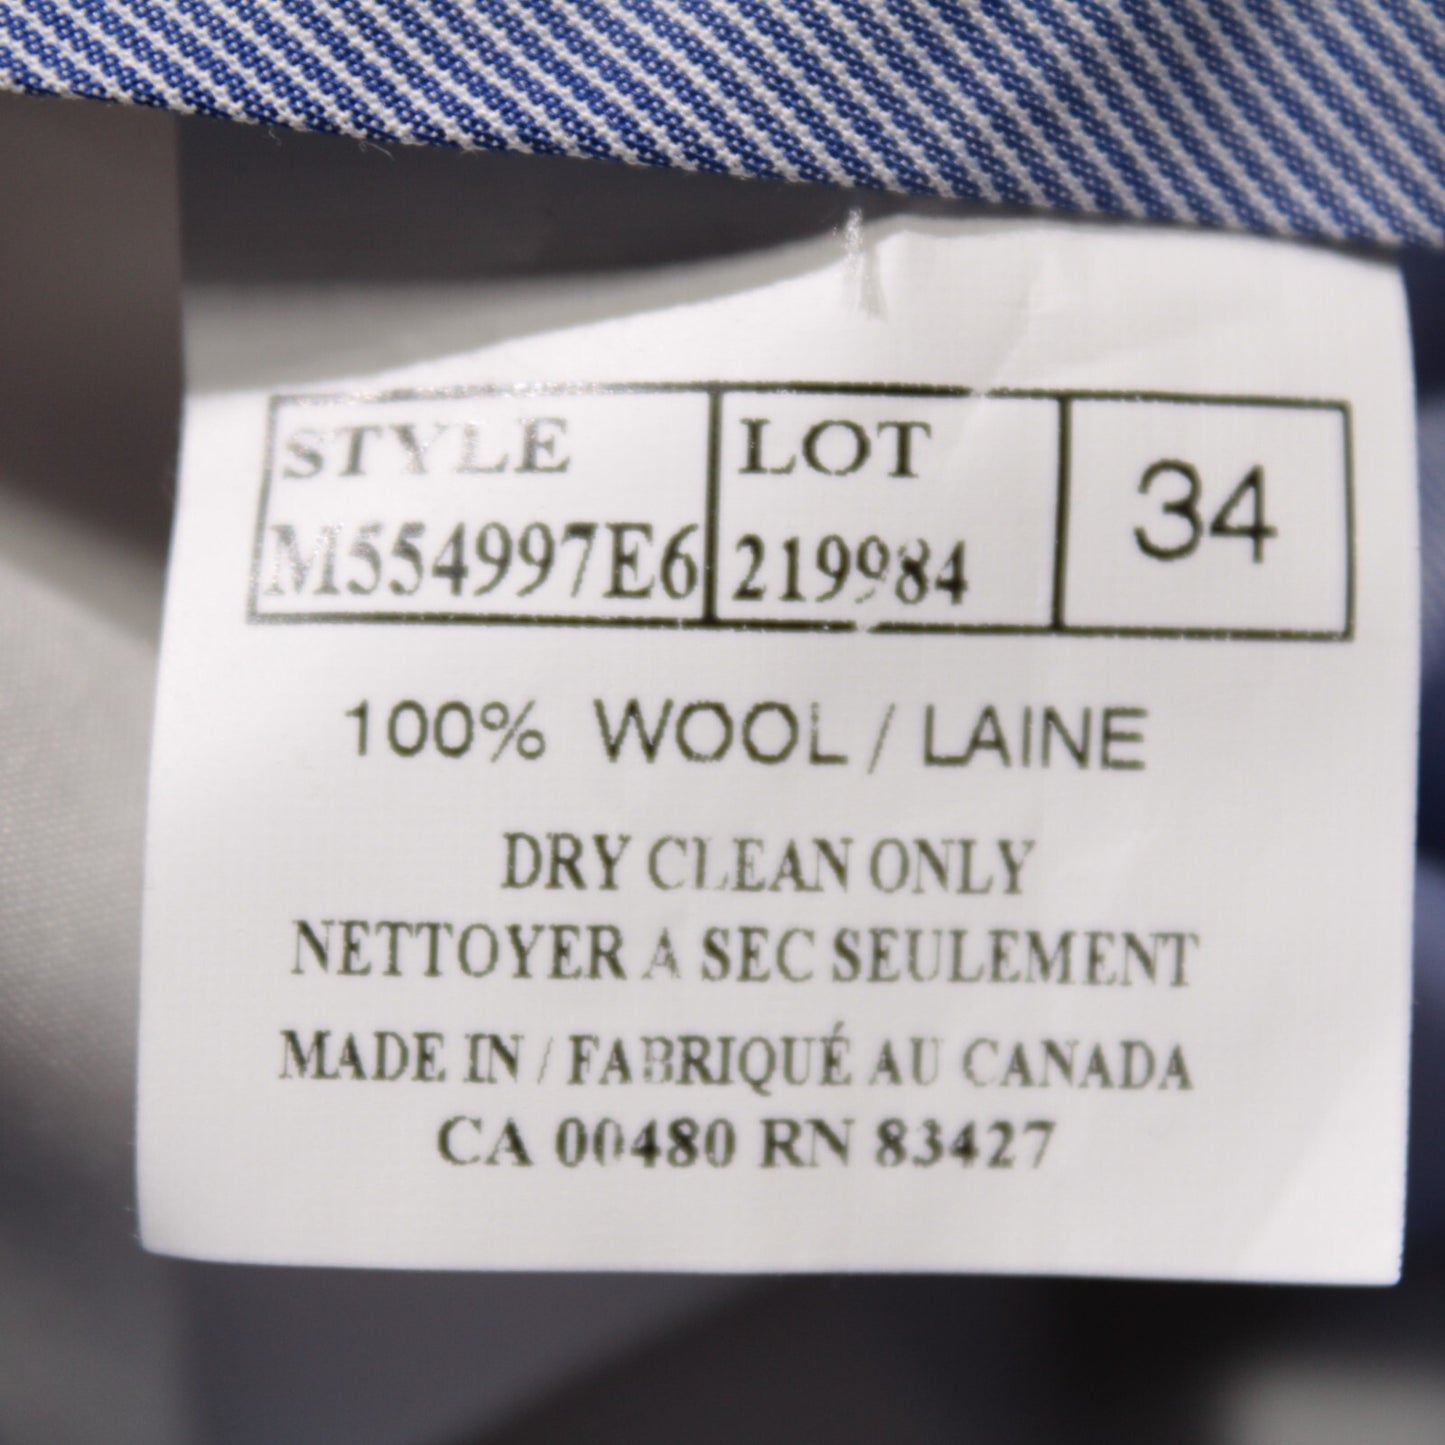 STYLE LOT 34
M554997E6 219984
100% WOOL / LAINE
DRY CLEAN ONLY
NETTOYER A SEC SEULEMENT
MADE IN / FABRIQUÉ AU CANADA
CA 00480 RN 83427